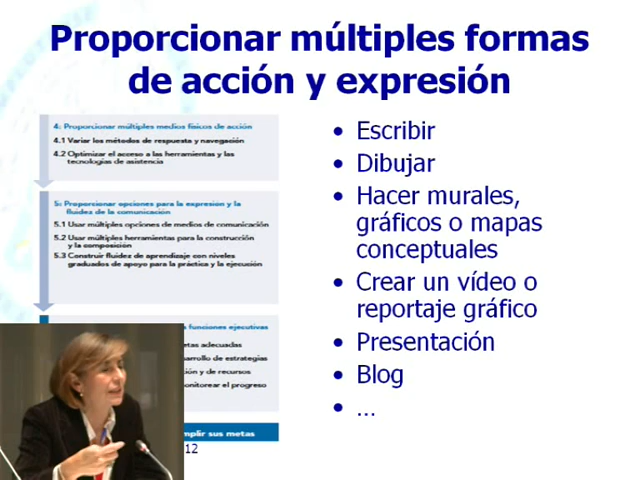 Proporcionar múltiples formas
de acción y expresión
4: Proporcionar múltiples medios físicos de acción
4.1 Variar los métodos de respuesta y navegación
4.2 Optimizar el acceso a las herramientas y las
tecnologías de asistencia
5: Proporcionar opciones para la expresión y la
fluidez de la comunicación
5.1 Usar múltiples opciones de medios de comunicación
5.2 Usar múltiples herramientas para la construcción
y la composición
5.3 Construir fluidez de aprendizaje con niveles
graduados de apoyo para la práctica y la ejecución
funciones ejecutivas
etas adecuadas
sarrollo de estrategias
ción y de recursos
monitorear el progreso
mplir sus metas
12
• Escribir
• Dibujar
• Hacer murales,
gráficos o mapas
conceptuales
• Crear un vídeo o
reportaje gráfico
• Presentación
• Blog
• ...